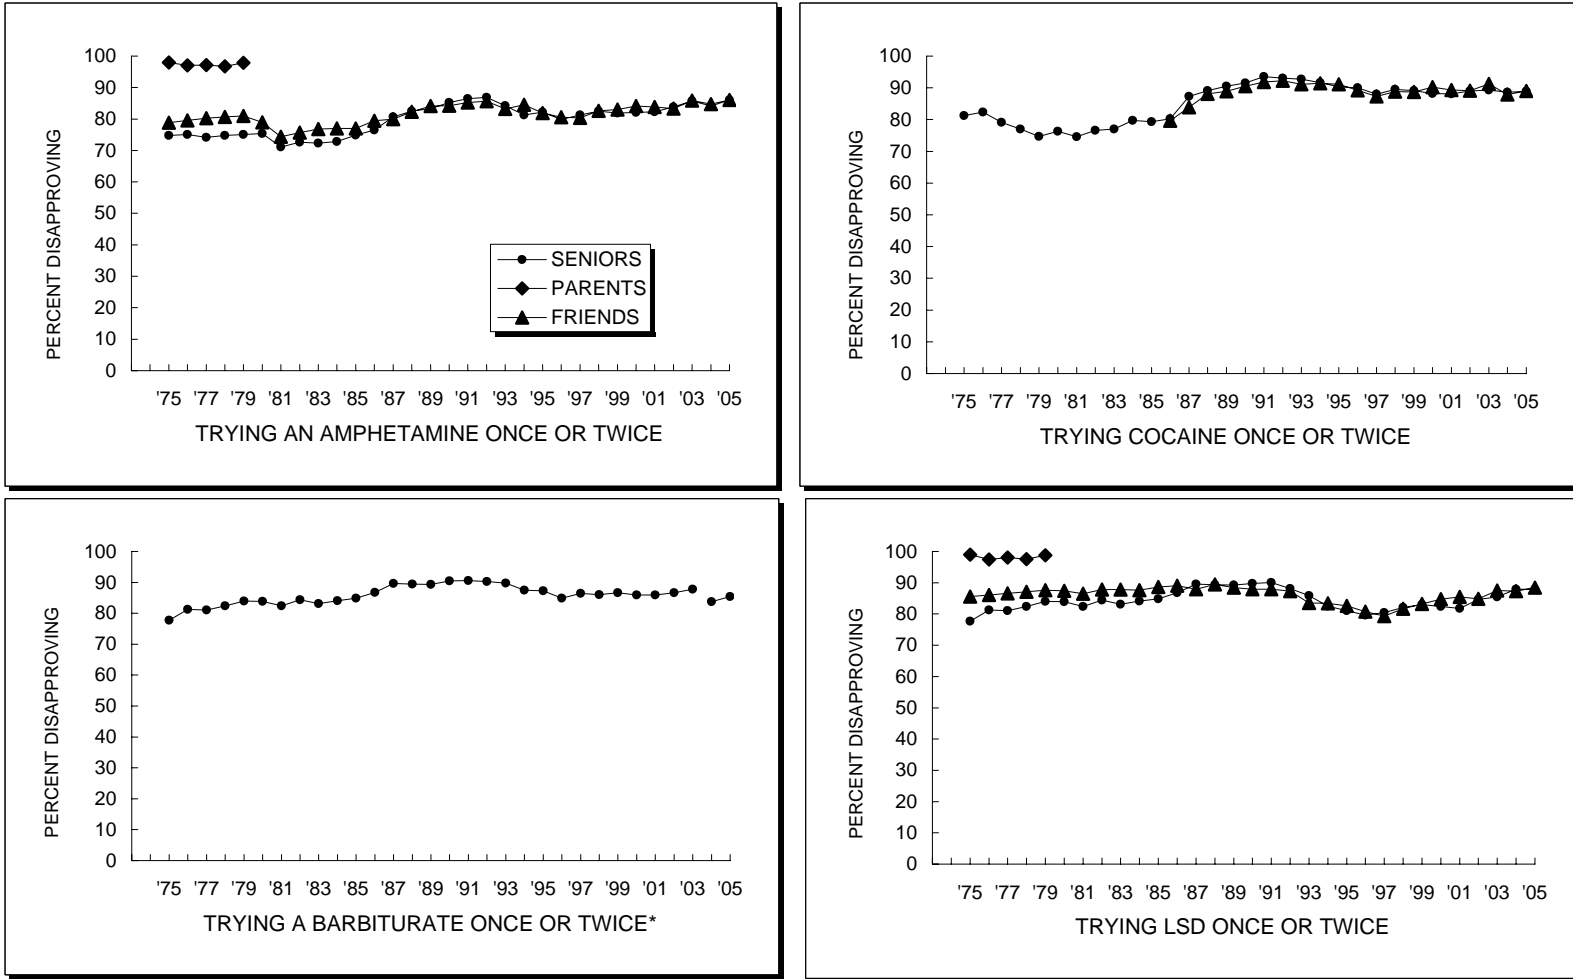 100
90
80
70
60
50
40
30
20
10
0
PERCENT DISAPPROVING
SENIORS
PARENTS
FRIENDS
'75 '77 '79 '81 '83 '85 '87 '89 '91 '93 '95 '97 '99 '01 '03 '05
TRYING AN AMPHETAMINE ONCE OR TWICE
100
90
80
70
60
50
40
30
20
10
0
PERCENT DISAPPROVING
'75 '77 '79 '81 '83 '85 '87 '89 '91 '93 '95 '97 '99 '01 '03 '05
TRYING COCAINE ONCE OR TWICE
100
90
80
70
60
50
40
30
20
10
0
PERCENT DISAPPROVING
'75 '77 '79 '81 '83 '85 '87 '89 '91 '93 '95 '97 '99 '01 '03 '05
TRYING A BARBITURATE ONCE OR TWICE*
100
90
80
70
60
50
40
30
20
10
0
PERCENT DISAPPROVING
'75 '77 '79 '81 '83 '85 '87 '89 '91 '93 '95 '97 '99 '01 '03 '05
TRYING LSD ONCE OR TWICE